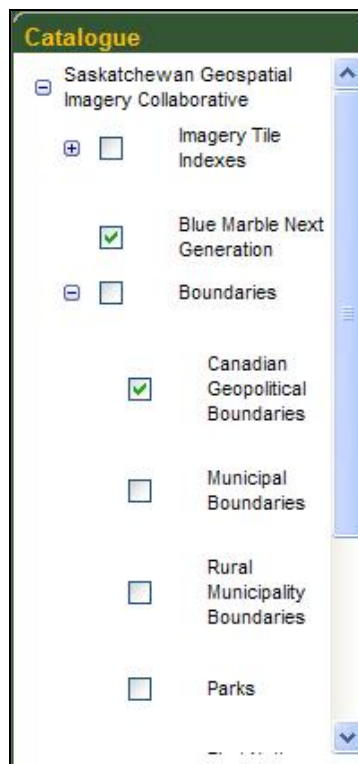 Catalogue
Saskatchewan Geospatial
Imagery Collaborative
Imagery Tile
Indexes
Blue Marble Next
Generation
Boundaries
Canadian
Geopolitical
Boundaries
Municipal
Boundaries
Rural
Municipality
Boundaries
Parks